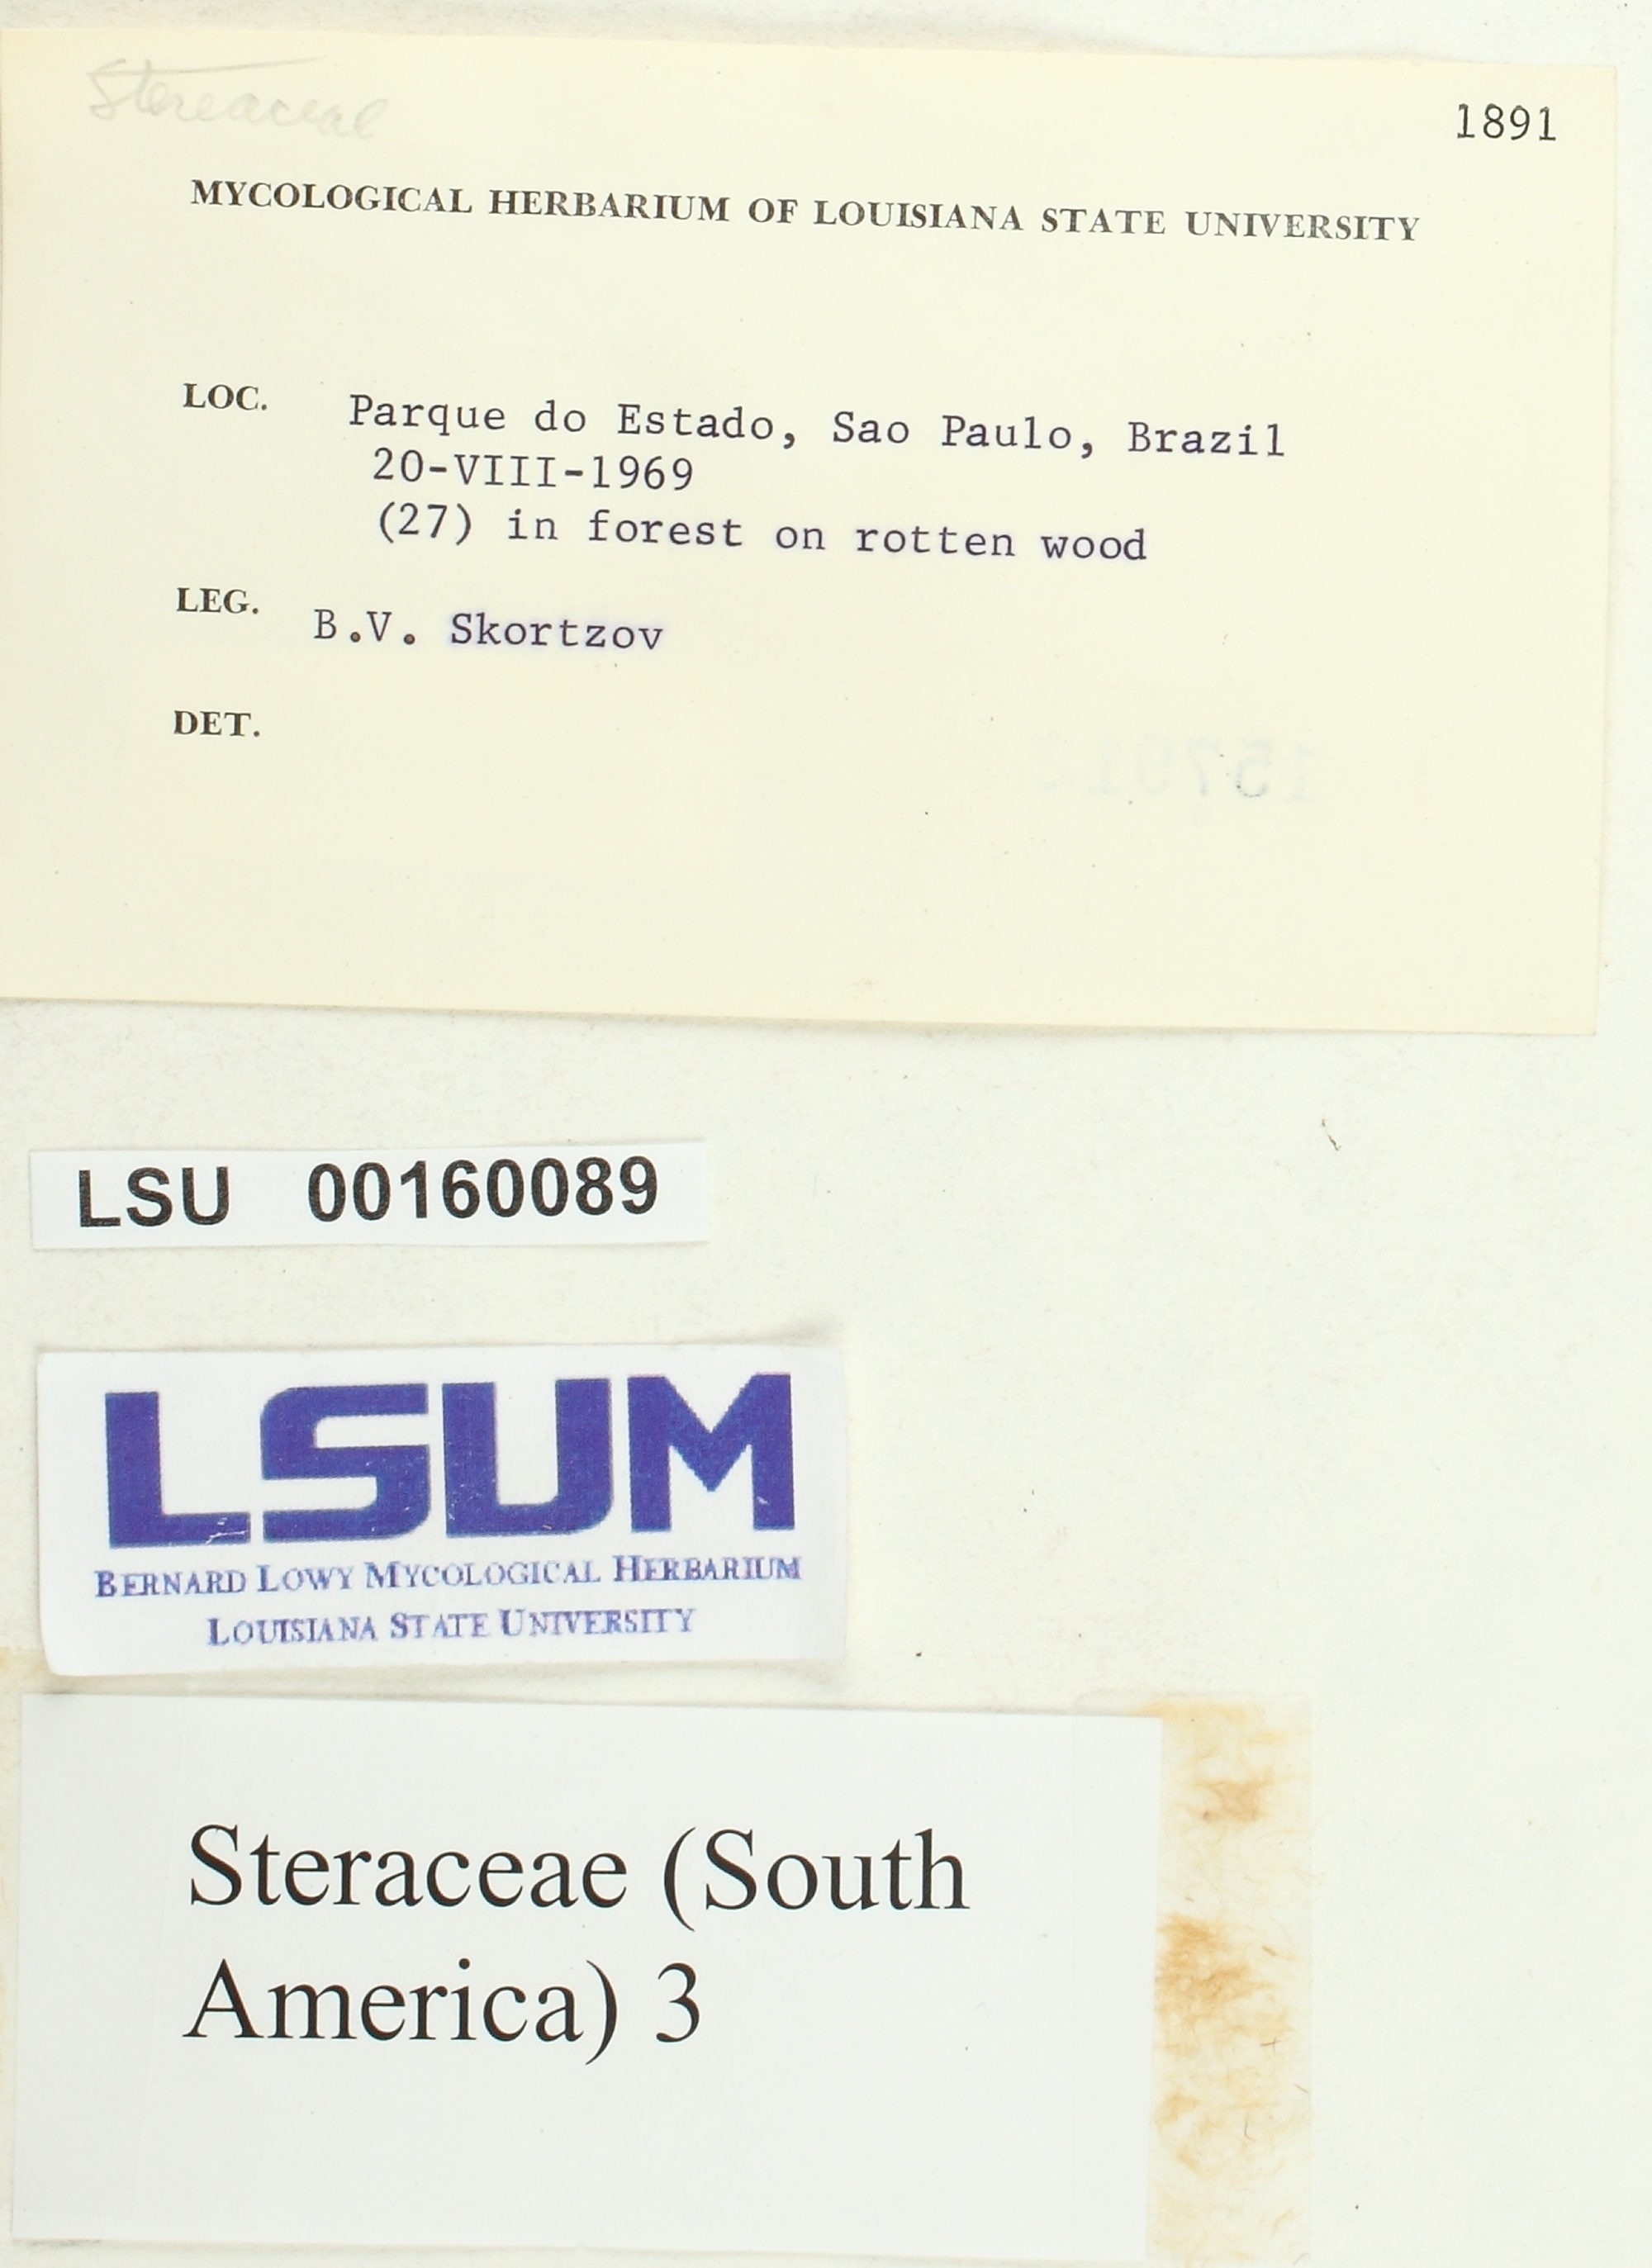 Stereaceae
1891
MYCOLOGICAL HERBARIUM OF LOUISIANA STATE UNIVERSITY
LOC. Parque do Estado, Sao Paulo, Brazil
20-VIII-1969
(27) in forest on rotten wood
LEG. B.V. Skortzov
DET.
LSU 00160089
LSUM
BERNARD LOWY MYCOLOGICAL HERBARIUM
LOUISIANA STATE UNIVERSITY
Steraceae (South
America) 3